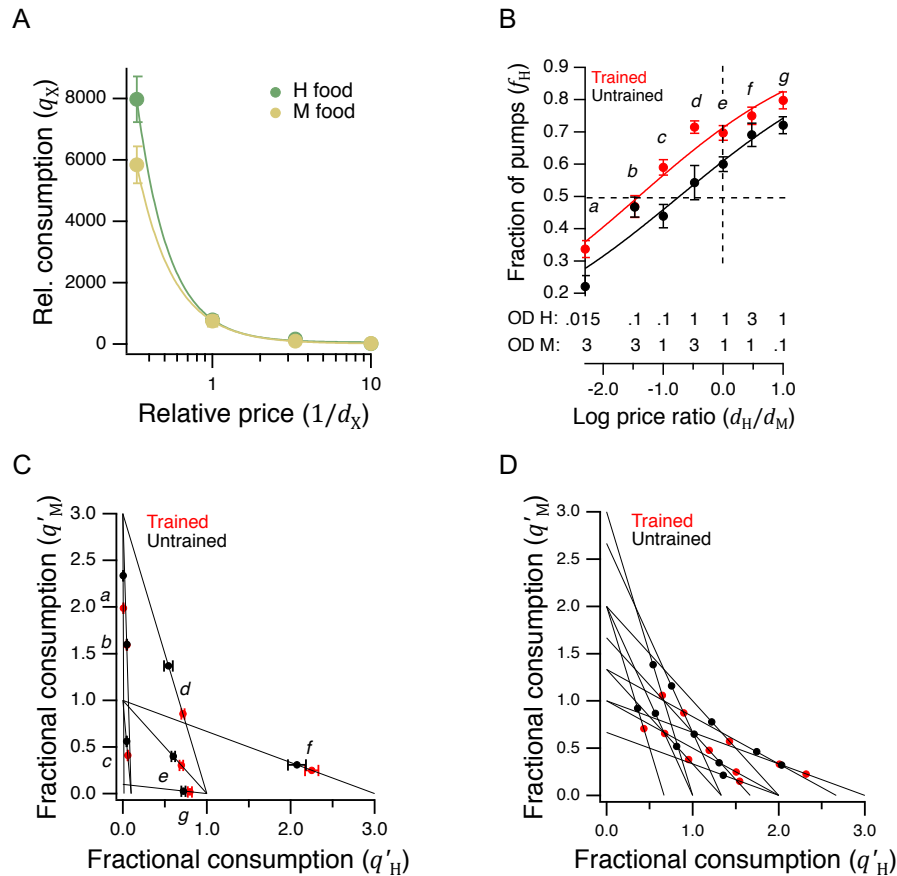 A
Rel. consumption (qX)
8000
6000
4000
2000
0
H food
M food
1
10
Relative price (1/dX)
B
Fraction of pumps (fH)
0.9
0.8
0.7
0.6
0.5
0.4
0.3
0.2
Trained
Untrained
a
b
c
d
e
f
g
OD H: .015 .1 .1 1 1 3 1
OD M: 3 3 1 3 1 1 .1
-2.0 -1.0 0.0 1.0
Log price ratio (dH/dM)
C
Fractional consumption (q'M)
3.0
2.5
2.0
1.5
1.0
0.5
0.0
Trained
Untrained
a
b
c
d
e
f
g
0.0 1.0 2.0 3.0
Fractional consumption (q'H)
D
Fractional consumption (q'M)
3.0
2.5
2.0
1.5
1.0
0.5
0.0
Trained
Untrained
0.0 1.0 2.0 3.0
Fractional consumption (q'H)